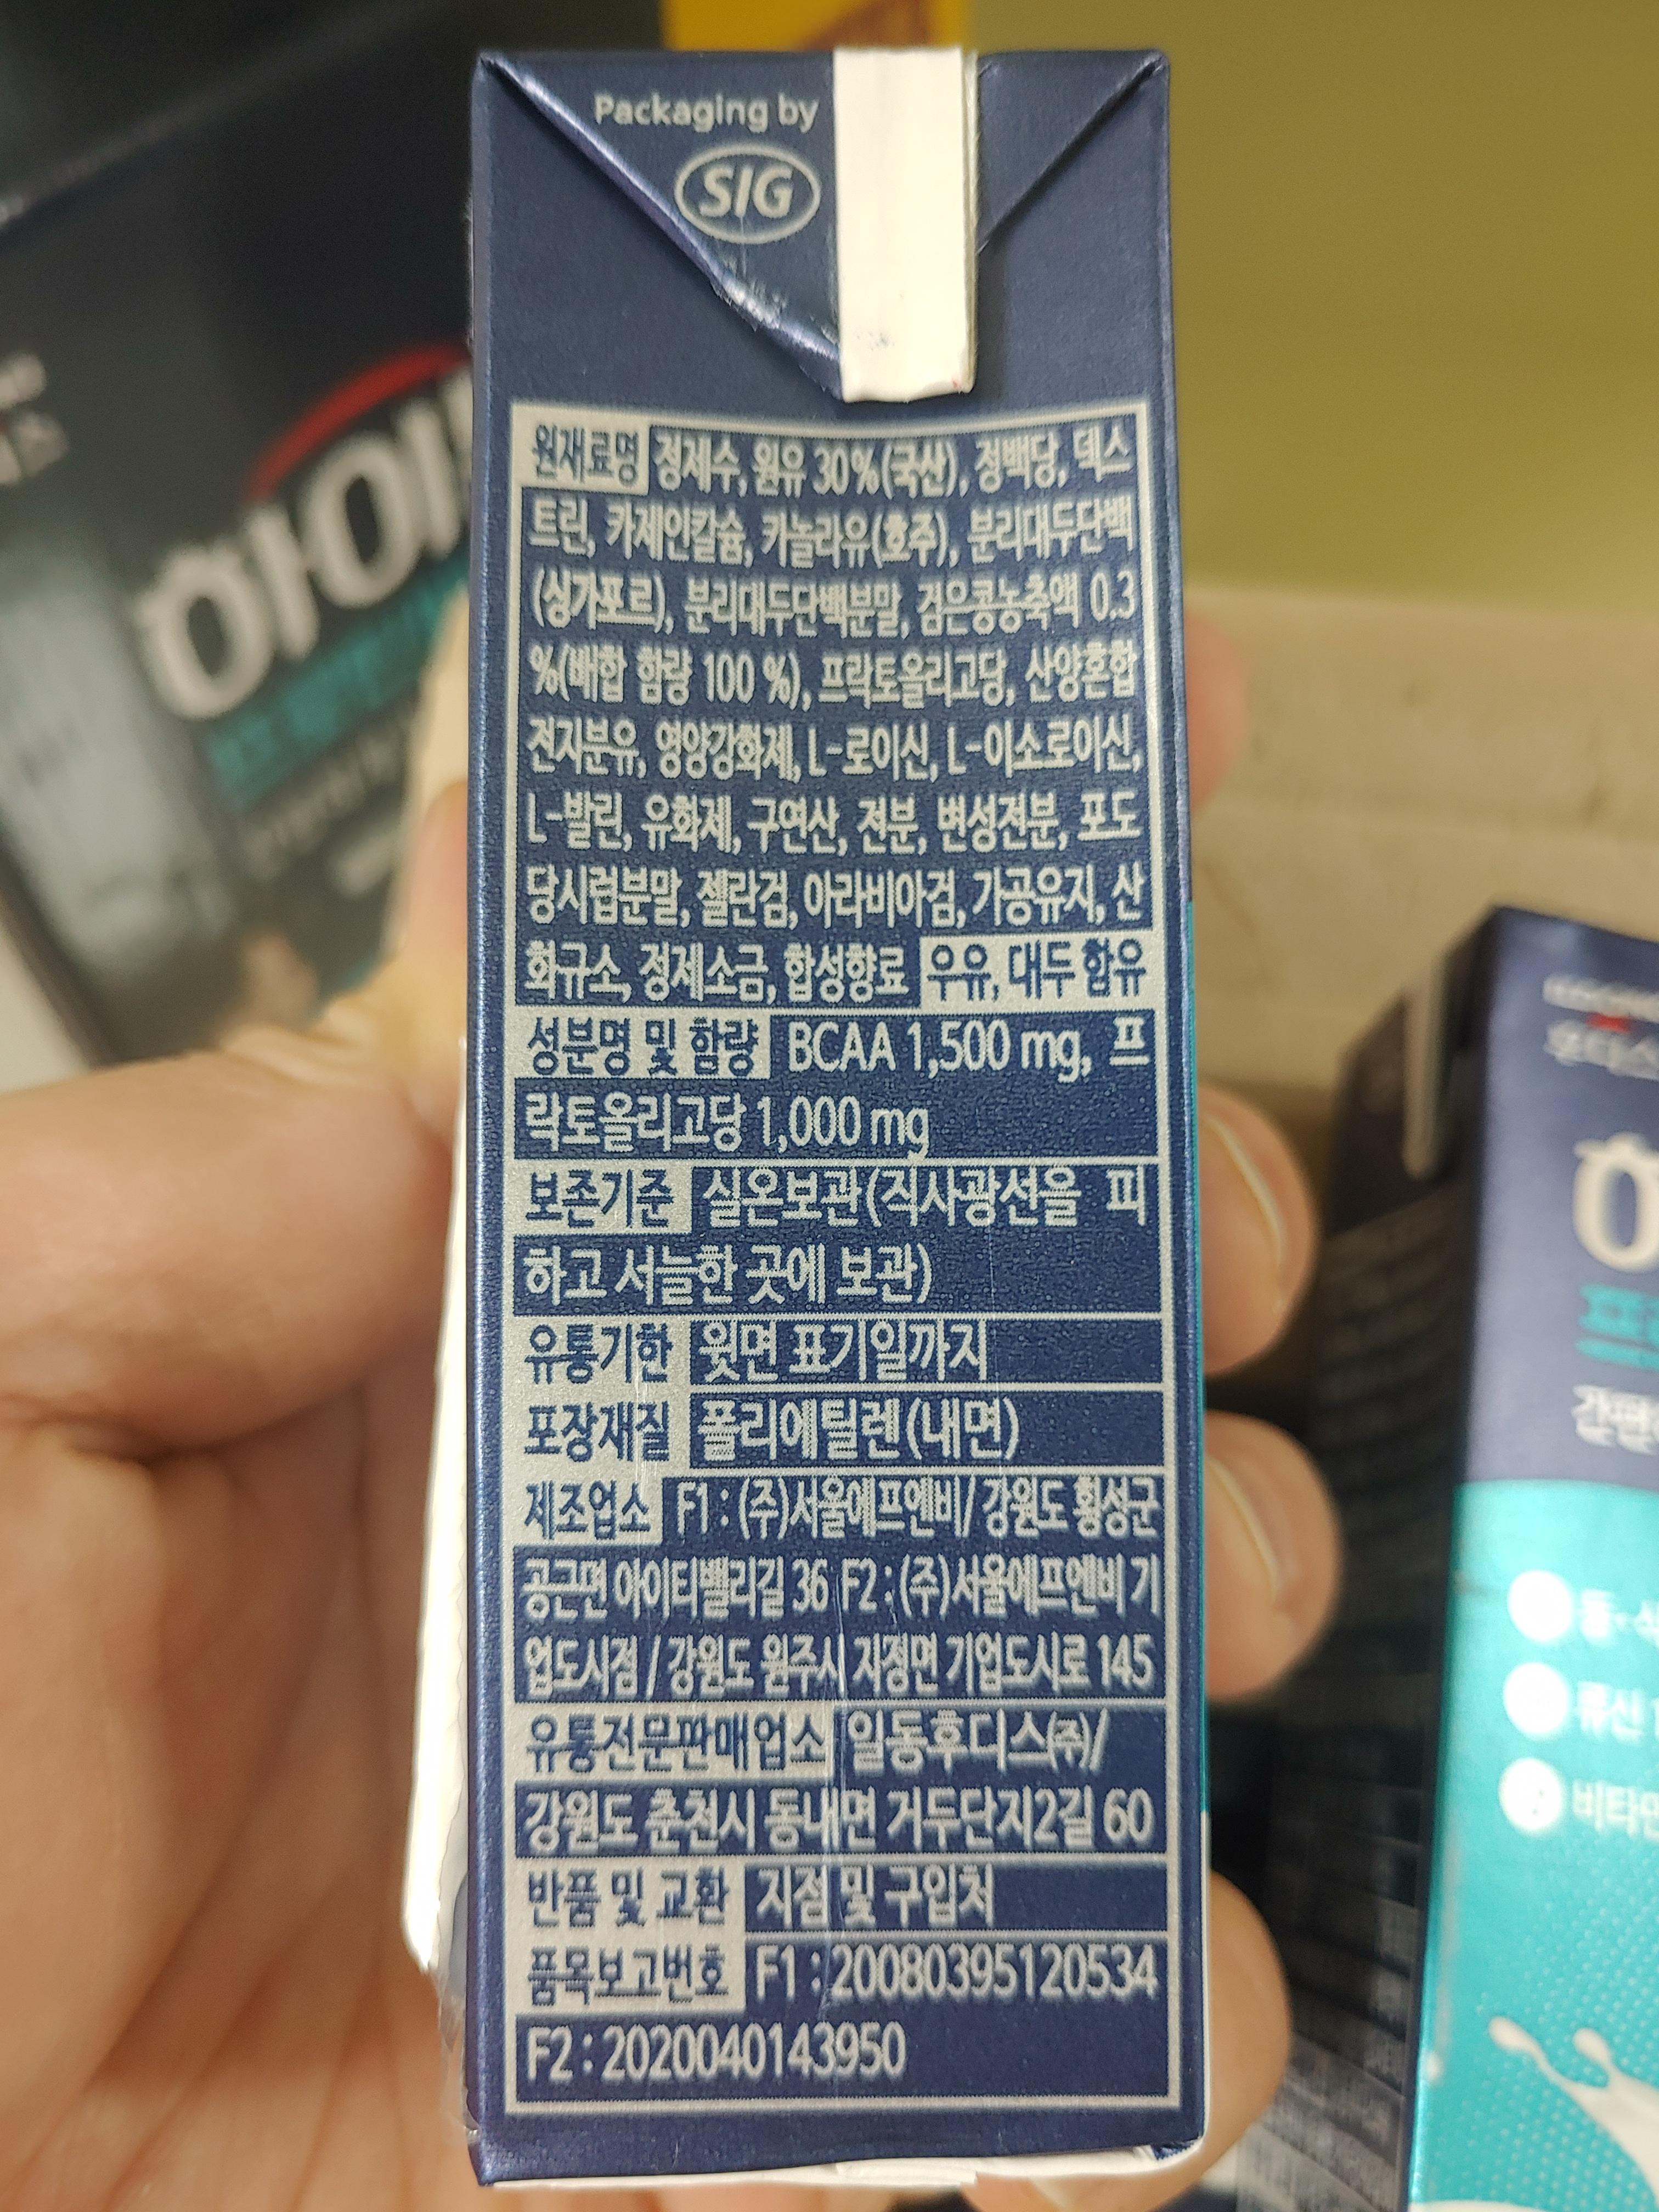 Packaging by
SIG
원재료명 정제수, 원유 30%(국산), 정백당, 덱스
트린, 카제인칼슘, 카놀라유(호주), 분리대두단백
(싱가포르), 분리대두단백분말, 검은콩농축액 0.3
%(배합 함량 100 %), 프락토올리고당, 산양혼합
전지분유, 영양강화제, L-로이신, L-이소로이신,
L-발린, 유화제, 구연산, 전분, 변성전분, 포도
당시럽분말, 젤란검, 아라비아검, 가공유지, 산
화규소, 정제소금, 합성향료 우유, 대두 함유
성분명 및 함량 BCAA 1,500 mg, 프
락토올리고당 1,000 mg
보존기준 실온보관(직사광선을 피
하고 서늘한 곳에 보관)
유통기한 윗면 표기일까지
포장재질 폴리에틸렌(내면)
제조업소 F1 : (주)서울에프엔비/ 강원도 횡성군
공근면 아이티밸리길 36 F2 : (주)서울에프엔비 기
업도시점 / 강원도 원주시 지정면 기업도시로 145
유통전문판매업소 일동후디스㈜/
강원도 춘천시 동내면 거두단지2길 60
반품 및 교환 지점 및 구입처
품목보고번호 F1 : 20080395120534
F2 : 2020040143950
하이
비타민